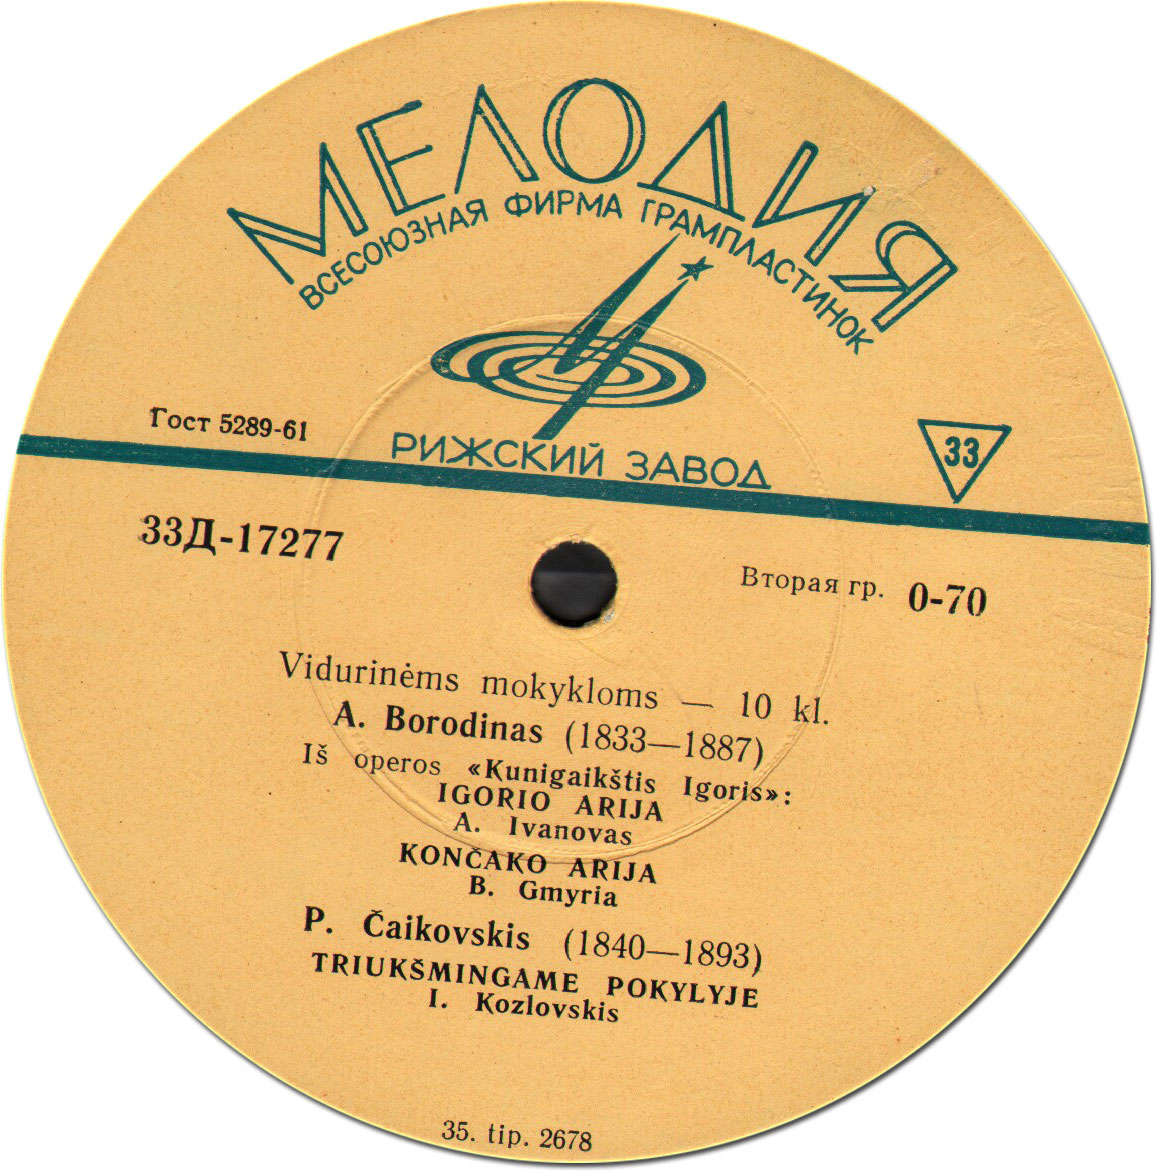 МЕЛОДИЯ
ВСЕСОЮЗНАЯ ФИРМА ГРАМПЛАСТИНОК
Гост 5289-61
РИЖСКИЙ ЗАВОД
33
33Д-17277
Вторая гр. 0-70
Vidurinėms mokykloms — 10 kl.
A. Borodinas (1833—1887)
Iš operos «Kunigaikštis Igoris»:
IGORIO ARIJA
A. Ivanovas
KONČAKO ARIJA
B. Gmyria
P. Čaikovskis (1840—1893)
TRIUKŠMINGAME POKYLYJE
I. Kozlovskis
35. tip. 2678